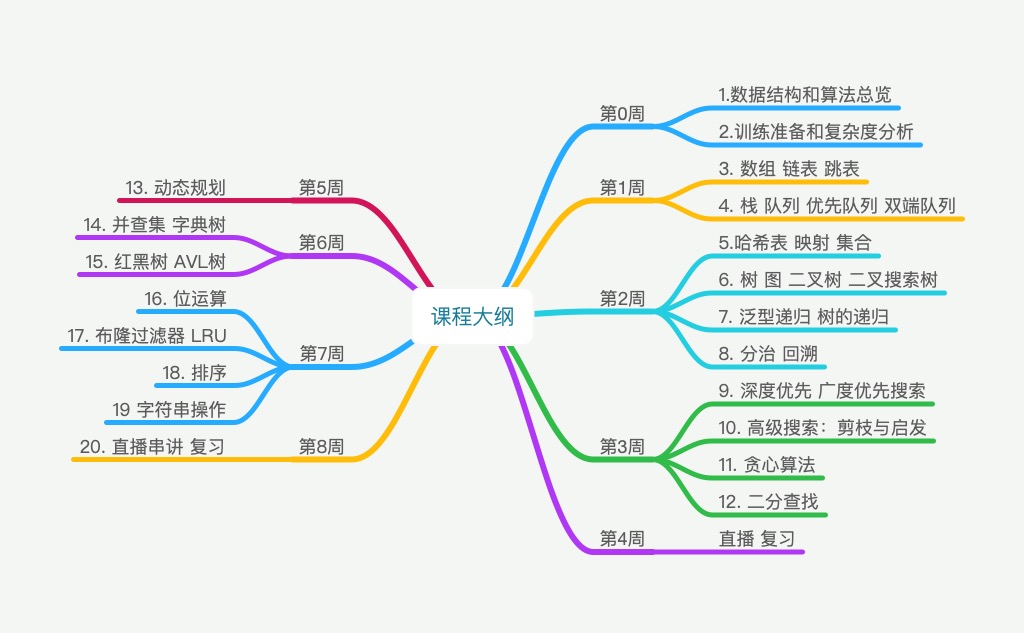 课程大纲
第0周
1.数据结构和算法总览
2.训练准备和复杂度分析
第1周
3. 数组 链表 跳表
4. 栈 队列 优先队列 双端队列
第2周
5.哈希表 映射 集合
6. 树 图 二叉树 二叉搜索树
7. 泛型递归 树的递归
8. 分治 回溯
第3周
9. 深度优先 广度优先搜索
10. 高级搜索：剪枝与启发
11. 贪心算法
12. 二分查找
第4周
直播 复习
第5周
13. 动态规划
第6周
14. 并查集 字典树
15. 红黑树 AVL树
第7周
16. 位运算
17. 布隆过滤器 LRU
18. 排序
19 字符串操作
第8周
20. 直播串讲 复习